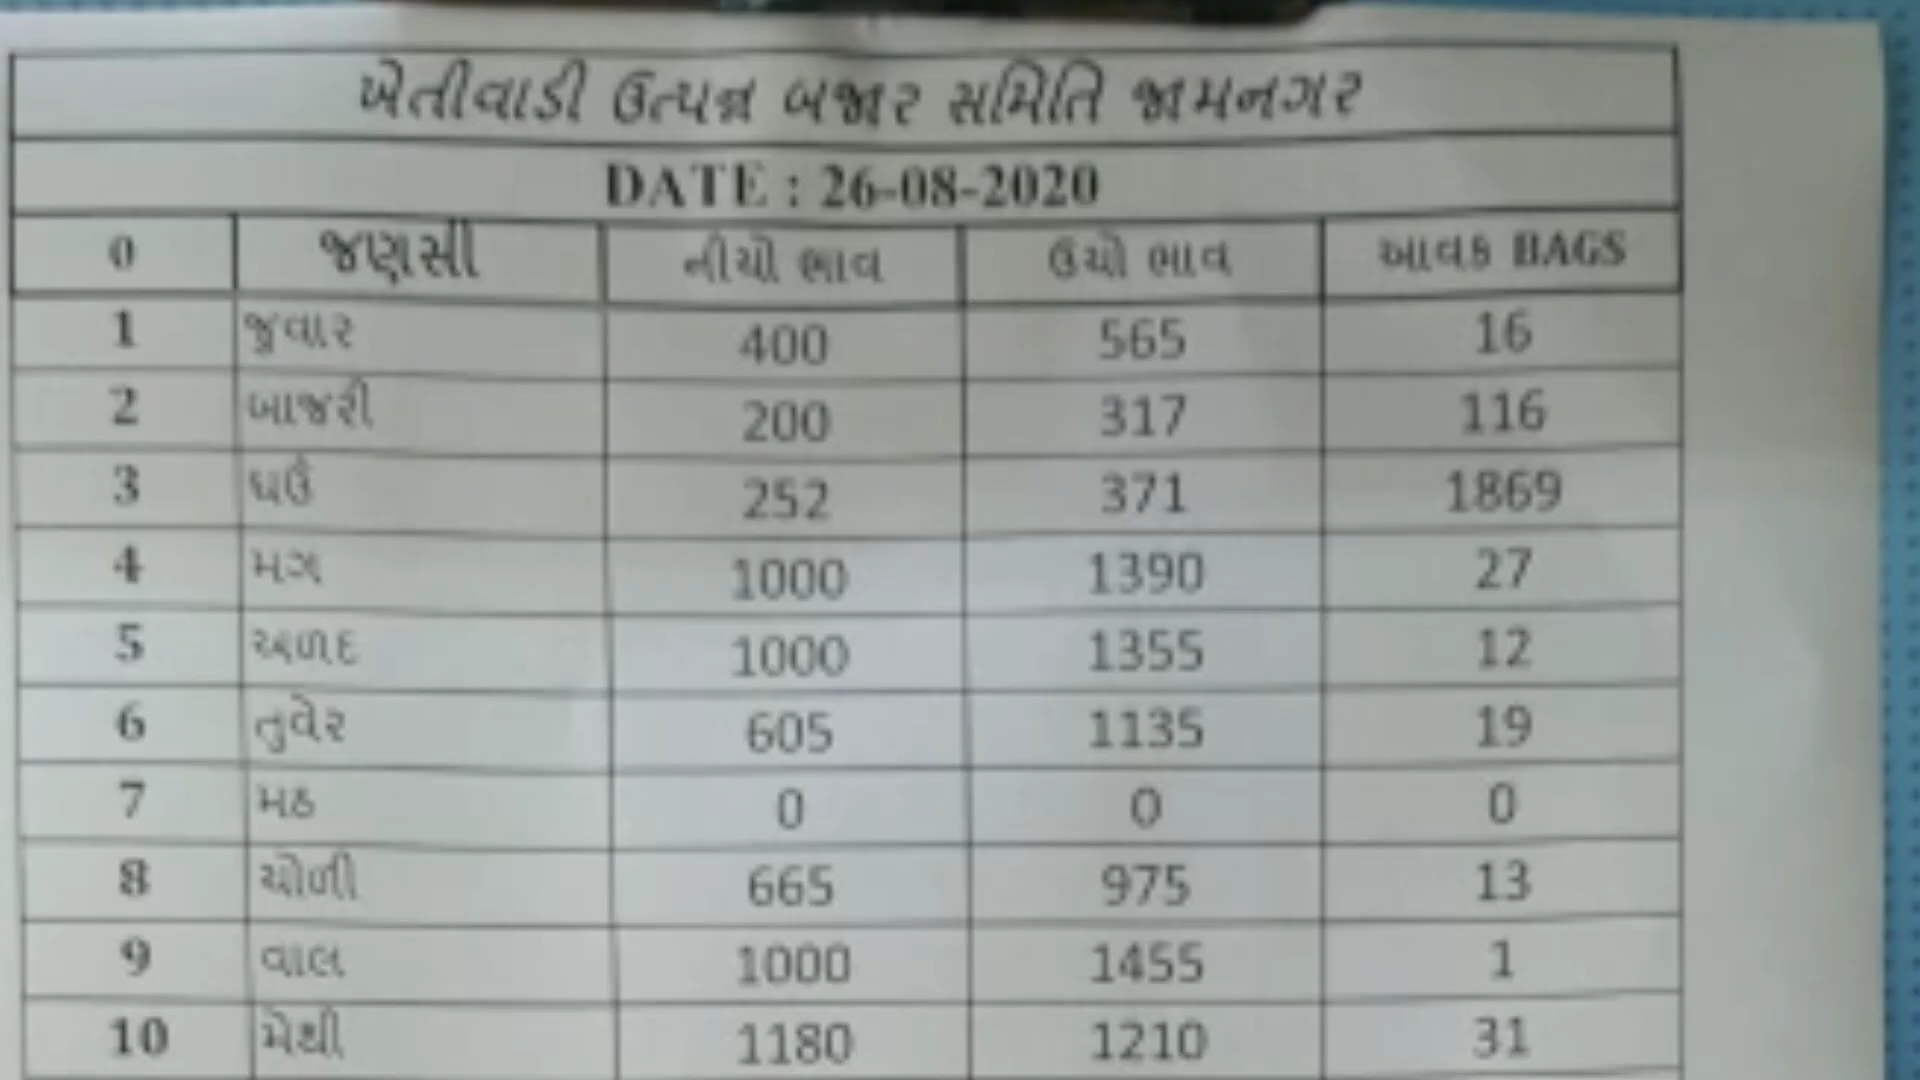 ખેતીવાડી ઉત્પન્ન બજાર સમિતિ જામનગર
DATE : 26-08-2020
0 જણસી નીચો ભાવ ઉચો ભાવ આવક BAGS
1 જુવાર 400 565 16
2 બાજરી 200 317 116
3 ઘઉં 252 371 1869
4 મગ 1000 1390 27
5 અળદ 1000 1355 12
6 તુવેર 605 1135 19
7 મઠ 0 0 0
8 ચોળી 665 975 13
9 વાલ 1000 1455 1
10 મેથી 1180 1210 31